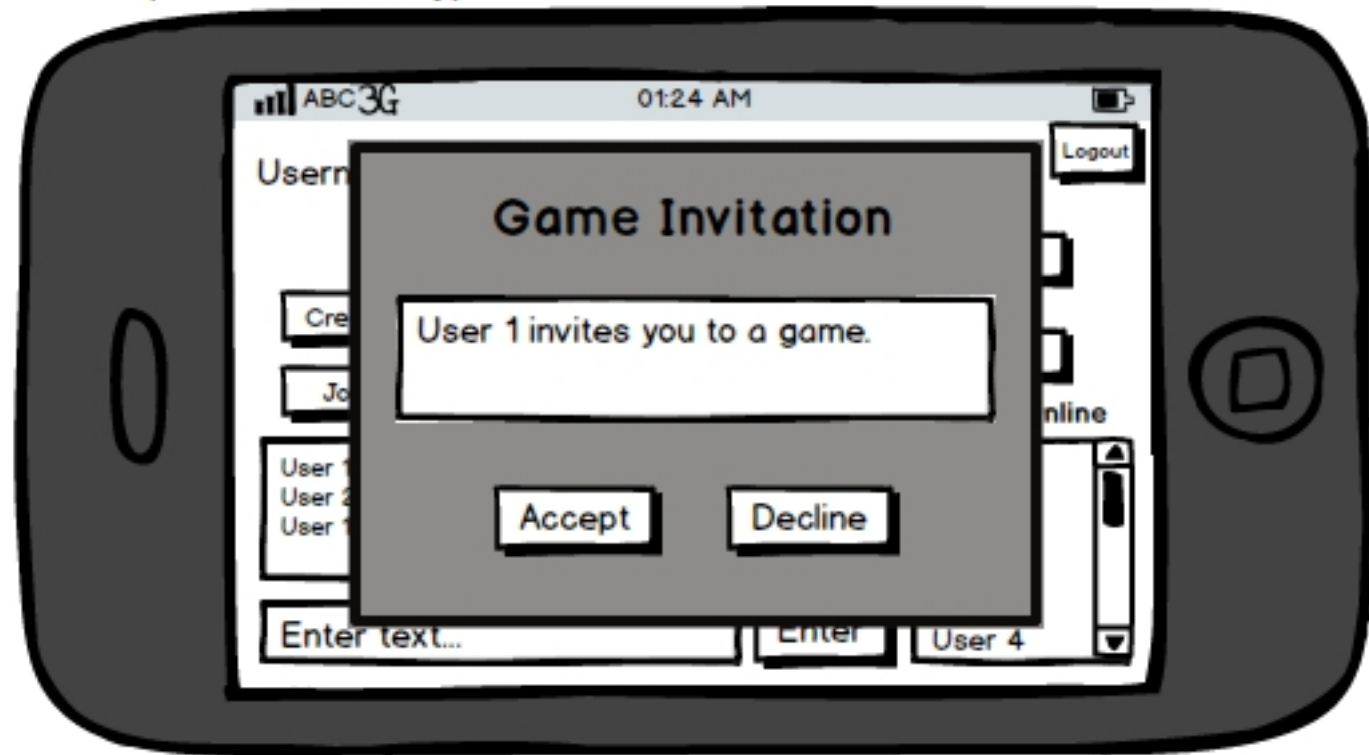 ABC 3G 01:24 AM
Logout
Usern
Game Invitation
User 1 invites you to a game.
Cre
Jo
nline
User 1
User 2
User 1
Accept Decline
Enter text... Enter
User 4